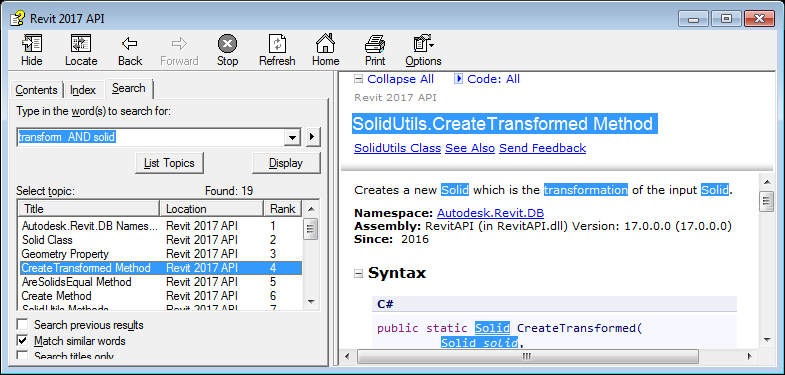 Revit 2017 API
Hide Locate Back Forward Stop Refresh Home Print Options
Contents Index Search
Type in the word(s) to search for:
transform  AND solid
List Topics Display
Select topic: Found: 19
Title Location Rank
Autodesk.Revit.DB Names... Revit 2017 API 1
Solid Class Revit 2017 API 2
Geometry Property Revit 2017 API 3
CreateTransformed Method Revit 2017 API 4
AreSolidsEqual Method Revit 2017 API 5
Create Method Revit 2017 API 6
SolidUtils Methods Revit 2017 API 7
Search previous results
Match similar words
Search titles only
Collapse All Code: All
Revit 2017 API
SolidUtils.CreateTransformed Method
SolidUtils Class See Also Send Feedback
Creates a new Solid which is the transformation of the input Solid.
Namespace: Autodesk.Revit.DB
Assembly: RevitAPI (in RevitAPI.dll) Version: 17.0.0.0 (17.0.0.0)
Since: 2016
Syntax
C#
public static Solid CreateTransformed(
Solid solid,